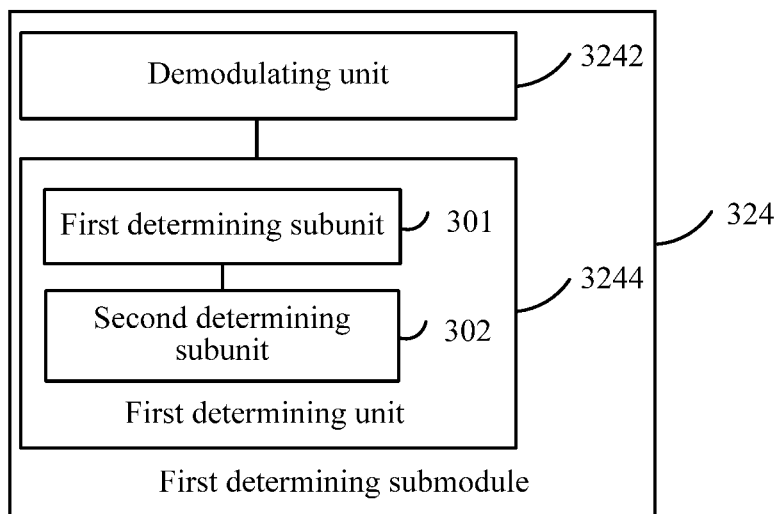 Demodulating unit
3242
First determining subunit
301
324
Second determining
subunit
302
3244
First determining unit
First determining submodule